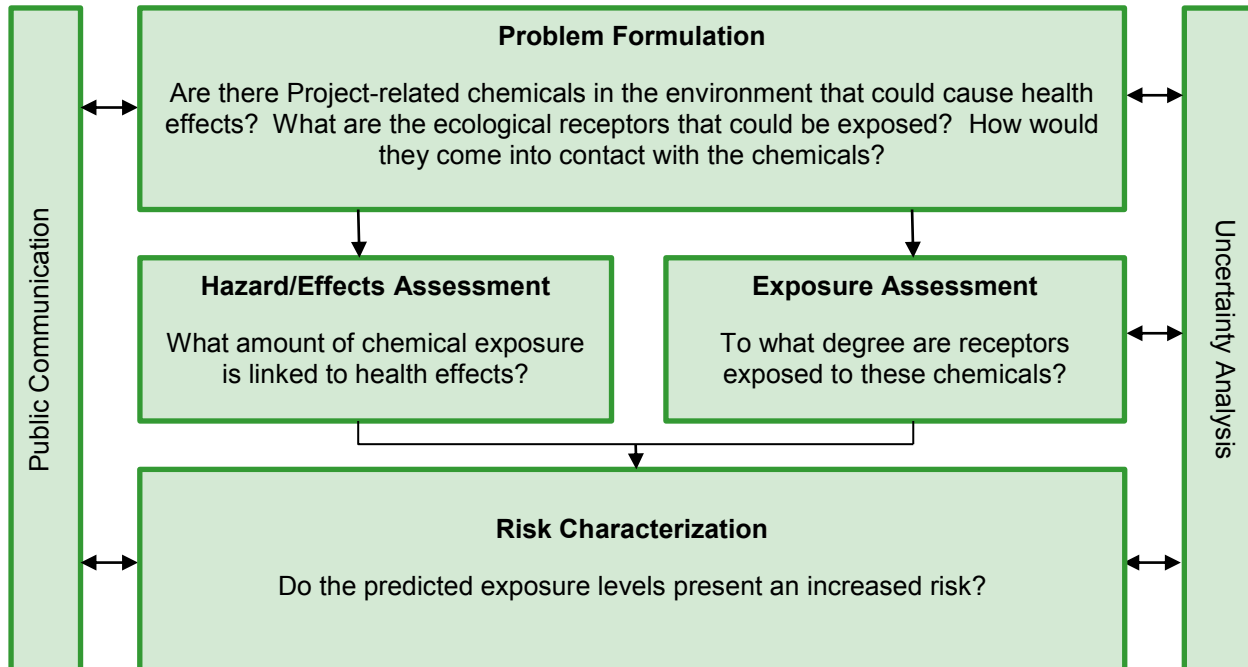 Public Communication
Problem Formulation
Are there Project-related chemicals in the environment that could cause health
effects?  What are the ecological receptors that could be exposed?  How would
they come into contact with the chemicals?
Hazard/Effects Assessment
What amount of chemical exposure
is linked to health effects?
Exposure Assessment
To what degree are receptors
exposed to these chemicals?
Risk Characterization
Do the predicted exposure levels present an increased risk?
Uncertainty Analysis